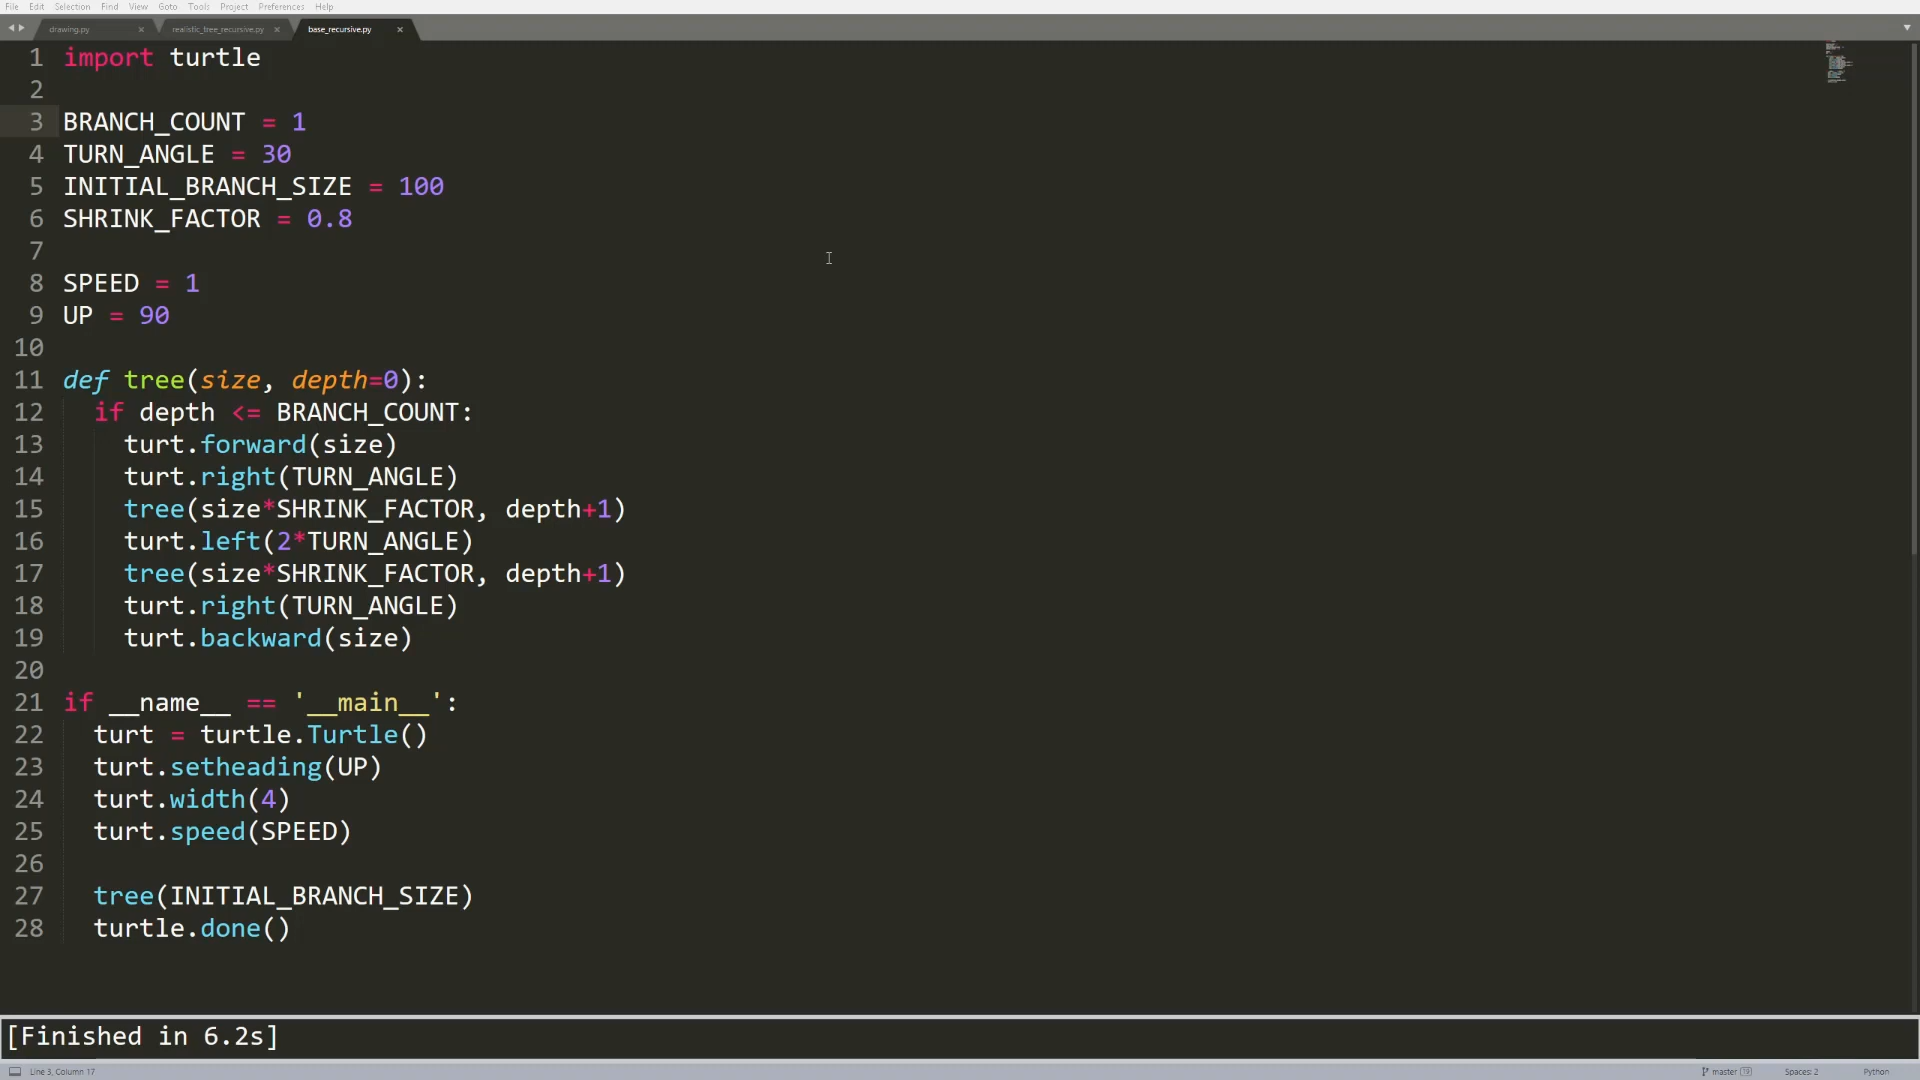 File Edit Selection Find View Goto Tools Project Preferences Help
drawing.py × realistic_tree_recursive.py × base_recursive.py ×
1 import turtle
2
3 BRANCH_COUNT = 1
4 TURN_ANGLE = 30
5 INITIAL_BRANCH_SIZE = 100
6 SHRINK_FACTOR = 0.8
7
8 SPEED = 1
9 UP = 90
10
11 def tree(size, depth=0):
12   if depth <= BRANCH_COUNT:
13     turt.forward(size)
14     turt.right(TURN_ANGLE)
15     tree(size*SHRINK_FACTOR, depth+1)
16     turt.left(2*TURN_ANGLE)
17     tree(size*SHRINK_FACTOR, depth+1)
18     turt.right(TURN_ANGLE)
19     turt.backward(size)
20
21 if __name__ == '__main__':
22   turt = turtle.Turtle()
23   turt.setheading(UP)
24   turt.width(4)
25   turt.speed(SPEED)
26
27   tree(INITIAL_BRANCH_SIZE)
28   turtle.done()
[Finished in 6.2s]
Line 3, Column 17 master 19 Spaces: 2 Python